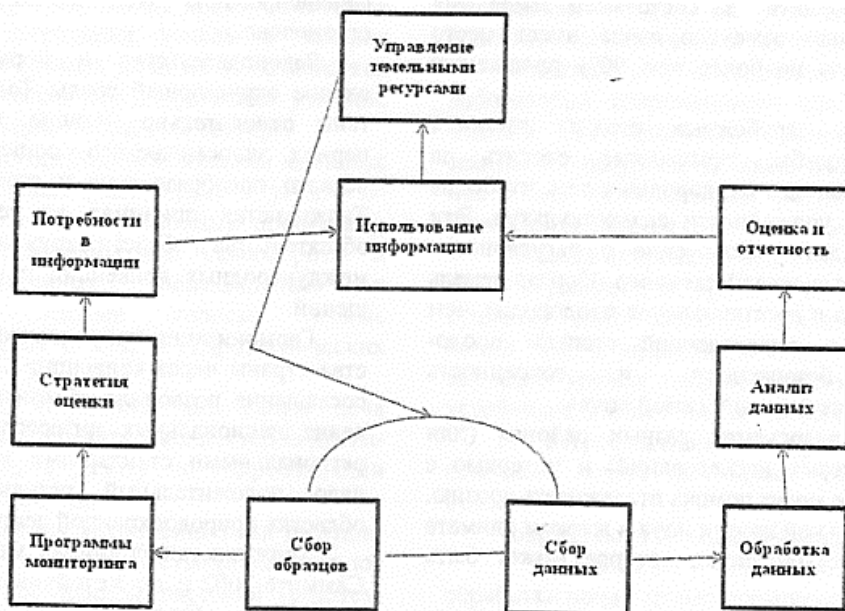 Управление
земельными
ресурсами
Потребности
в
информации
Использование
информации
Оценка и
отчетность
Стратегия
оценки
Анализ
данных
Программы
мониторинга
Сбор
образцов
Сбор
данных
Обработка
данных